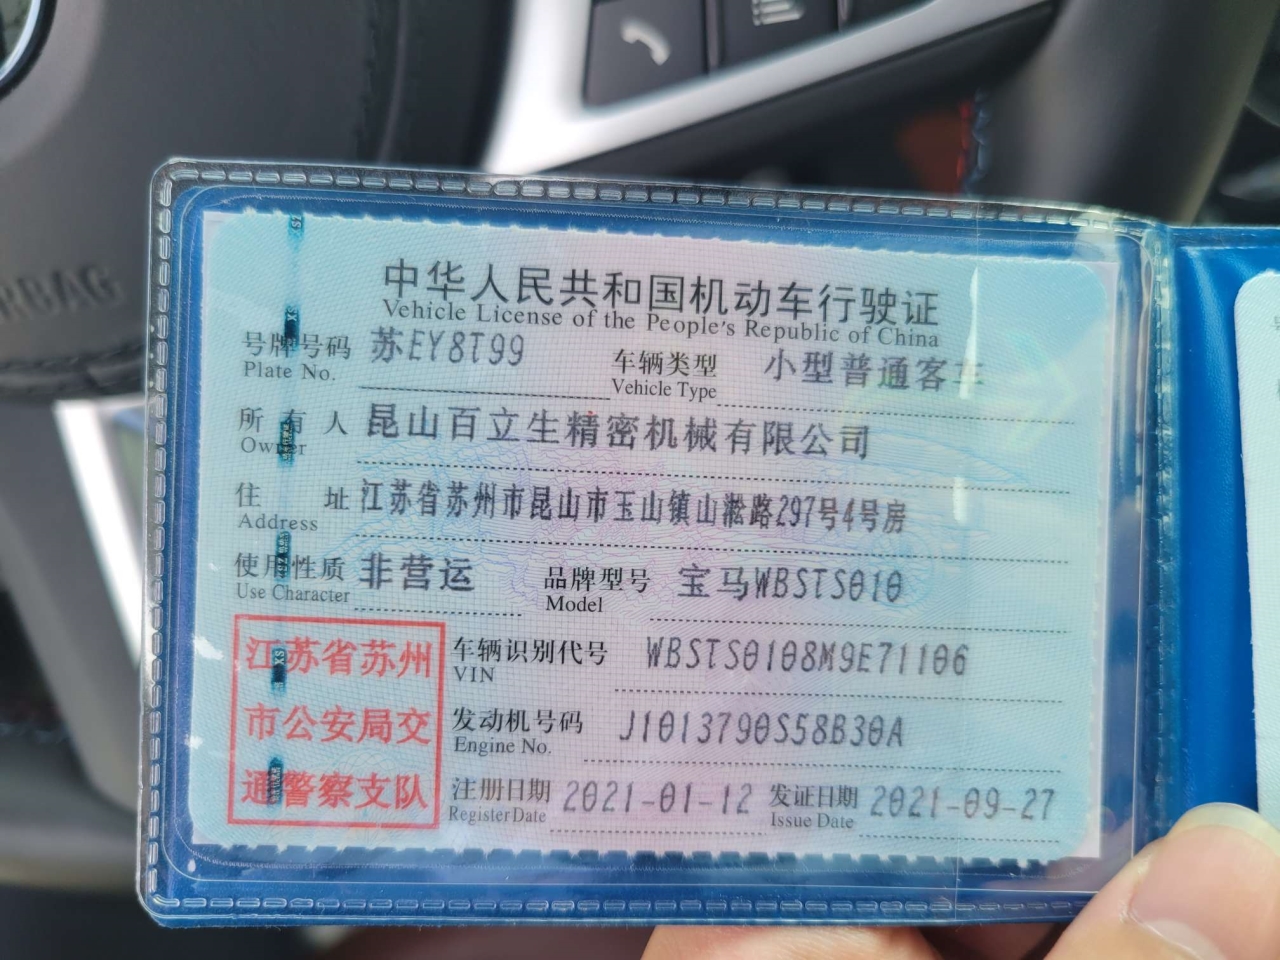 中华人民共和国机动车行驶证
Vehicle License of the People's Republic of China
号牌号码 苏EY8T99 车辆类型 小型普通客车
Plate No. Vehicle Type
所有人 昆山百立生精密机械有限公司
Owner
住址 江苏省苏州市昆山市玉山镇山淞路297号4号房
Address
使用性质 非营运 品牌型号 宝马WBSTS010
Use Character Model
江苏省苏州
市公安局交
通警察支队
车辆识别代号 WBSTS0108M9E71106
VIN
发动机号码 J1013790S58B30A
Engine No.
注册日期 2021-01-12 发证日期 2021-09-27
Register Date Issue Date